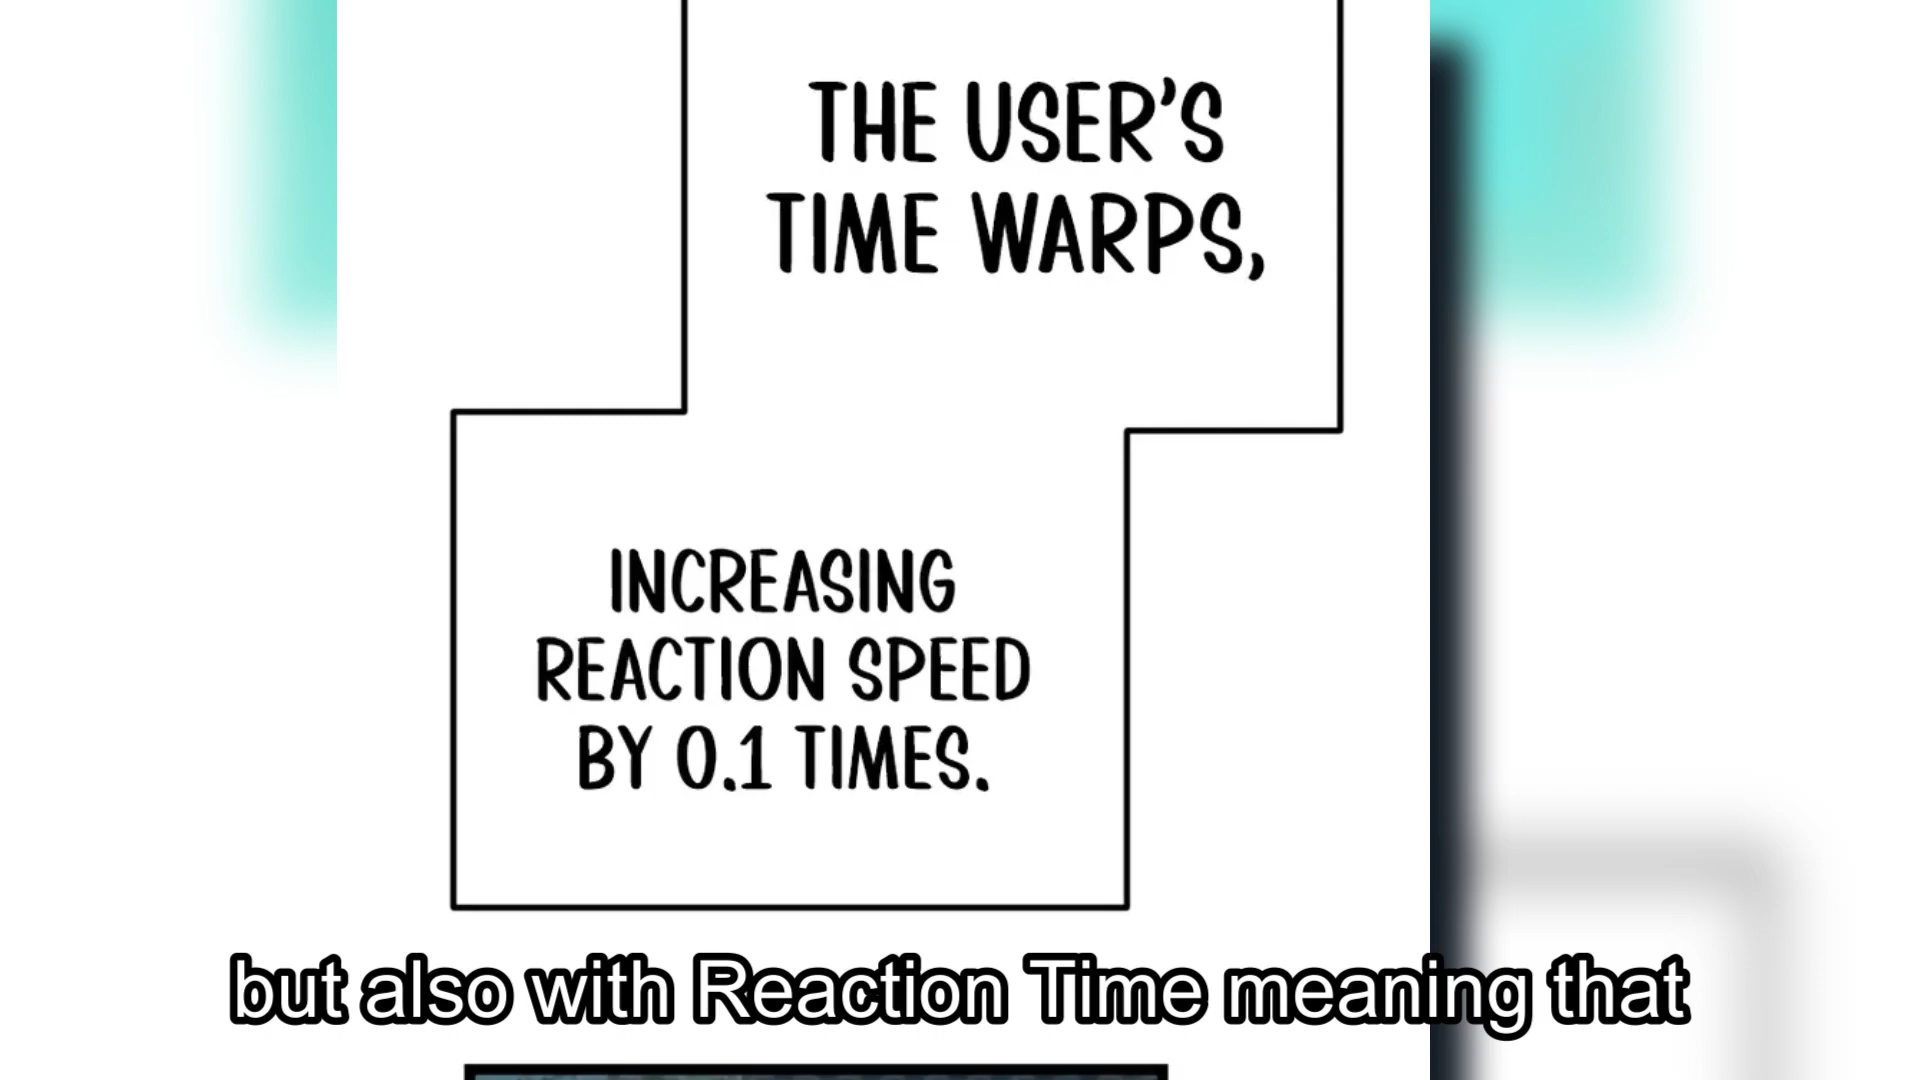 THE USER'S
TIME WARPS,
INCREASING
REACTION SPEED
BY 0.1 TIMES.
but also with Reaction Time meaning that